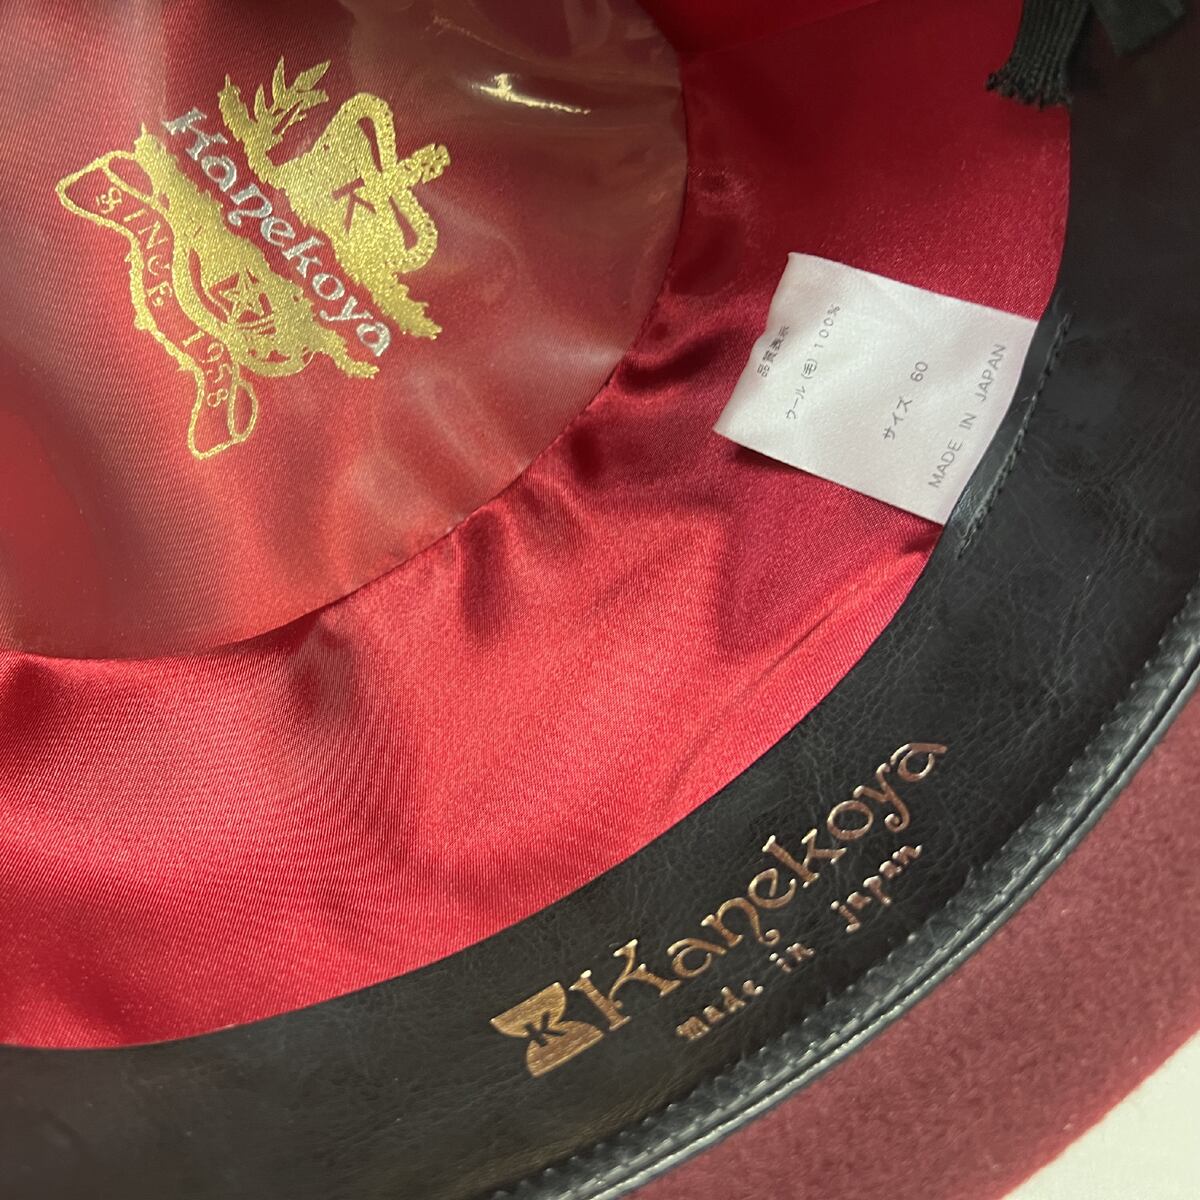 Kanekoya
K
SINCE 1958
品質表示
ウール(毛)100%
サイズ 60
MADE IN JAPAN
K Kanekoya
made in japan